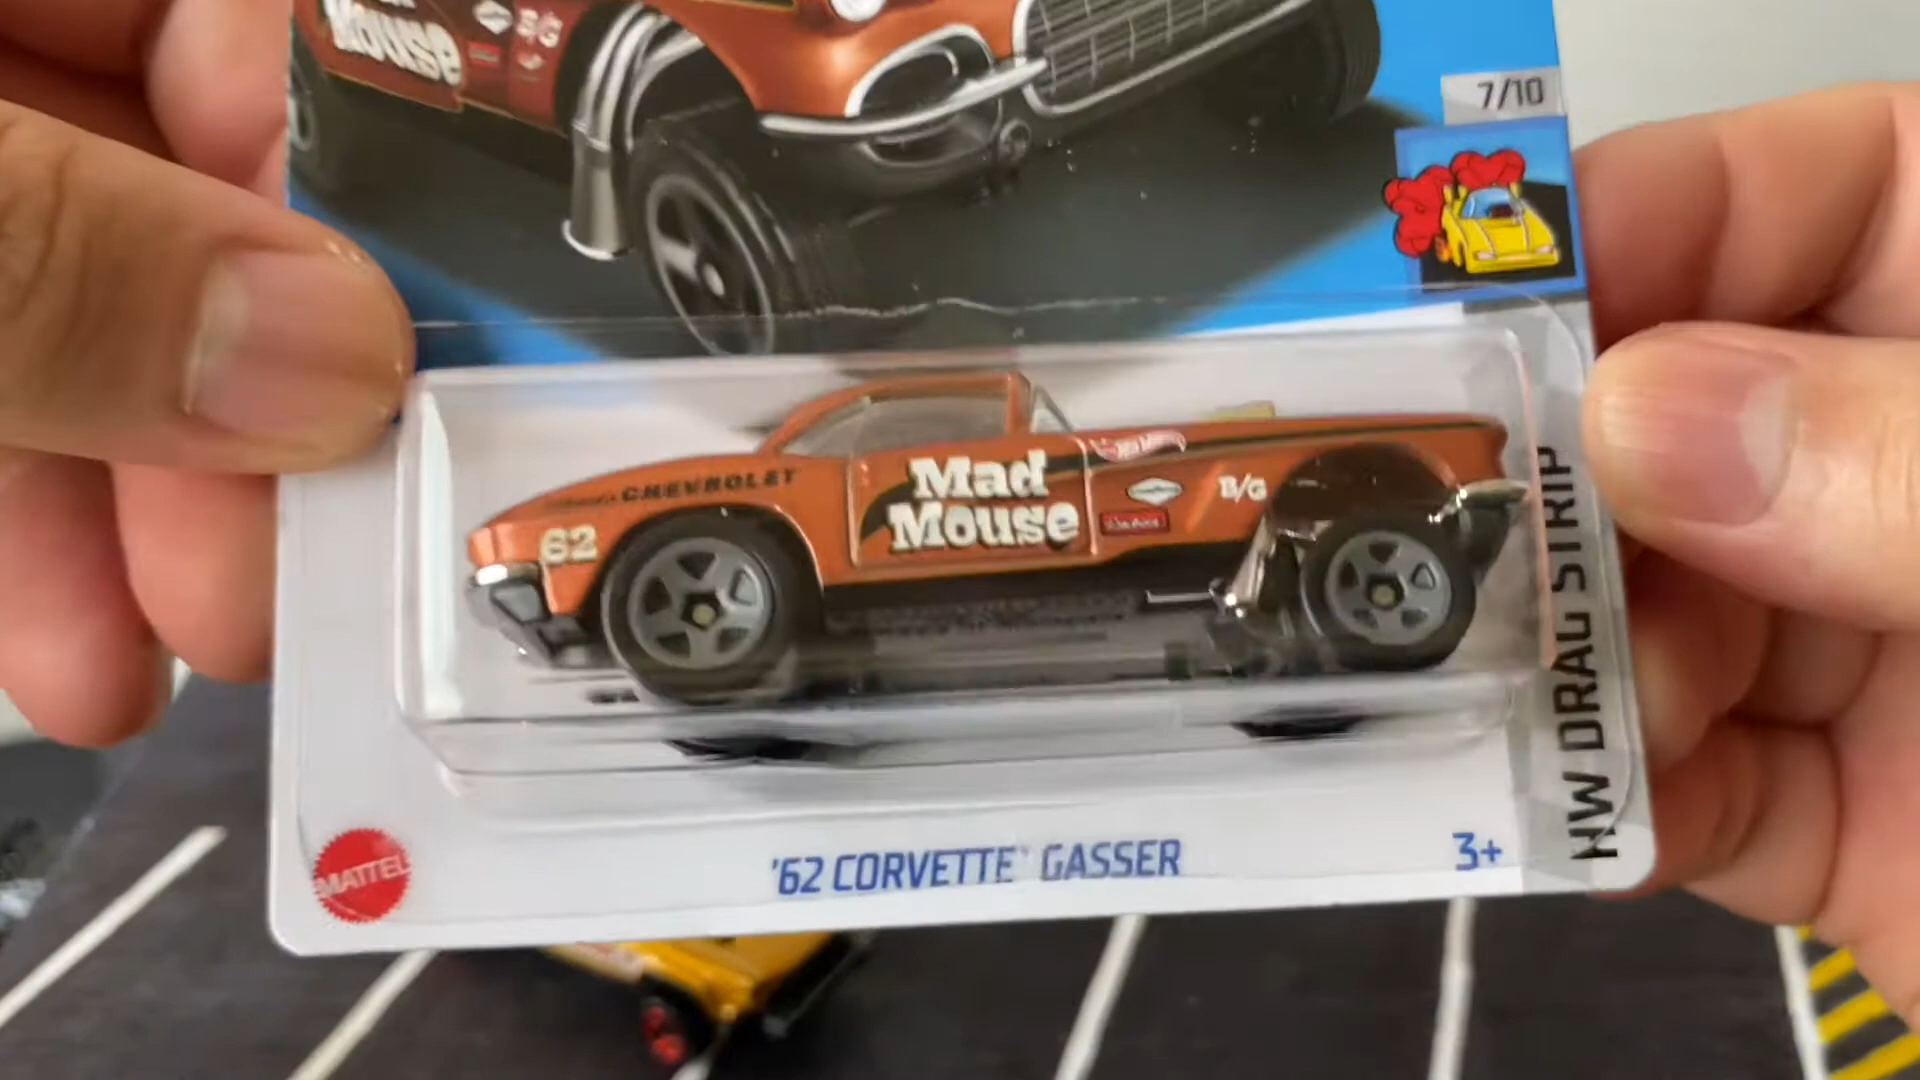 Mouse
B/G
7/10
CHEVROLET
62
Mad
Mouse
B/G
HW DRAG STRIP
MATTEL
'62 CORVETTE GASSER
3+